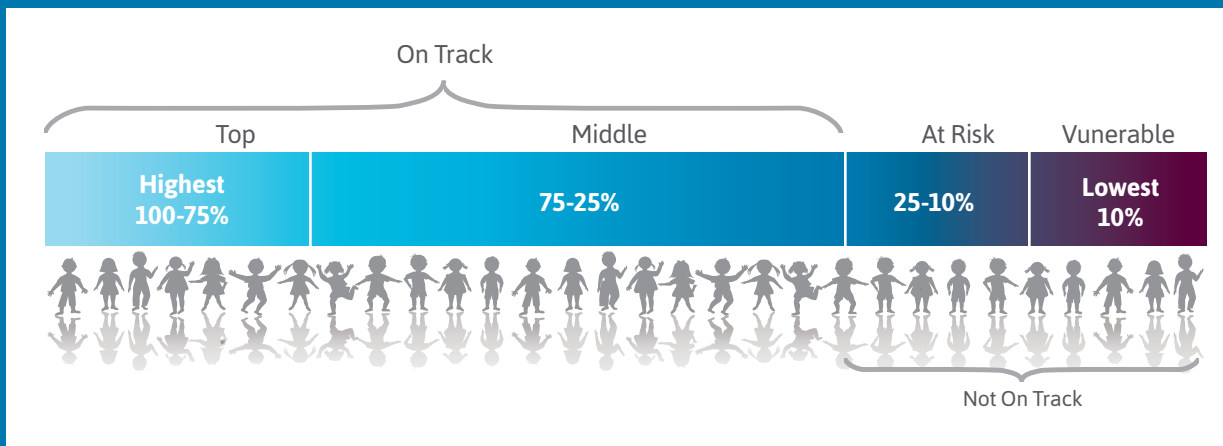 On Track
Top
Middle
At Risk
Vunerable
Highest
100-75%
75-25%
25-10%
Lowest
10%
Not On Track